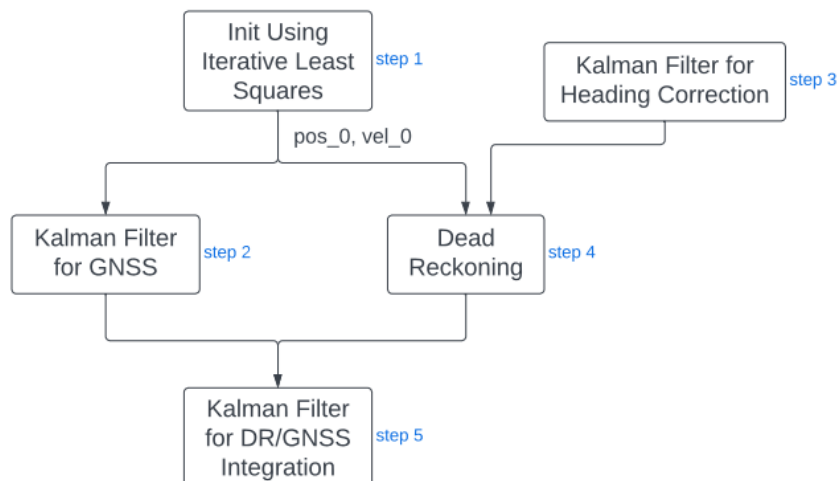 Init Using
Iterative Least
Squares
step 1
Kalman Filter for
Heading Correction
step 3
pos_0, vel_0
Kalman Filter
for GNSS
step 2
Dead
Reckoning
step 4
Kalman Filter
for DR/GNSS
Integration
step 5